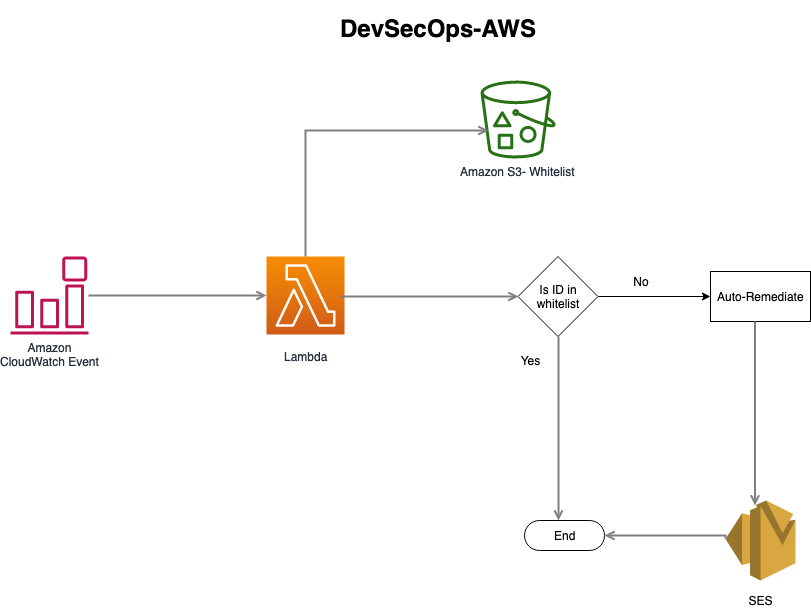 DevSecOps-AWS
Amazon S3- Whitelist
Amazon
CloudWatch Event
Lambda
Is ID in
whitelist
No
Auto-Remediate
Yes
End
SES